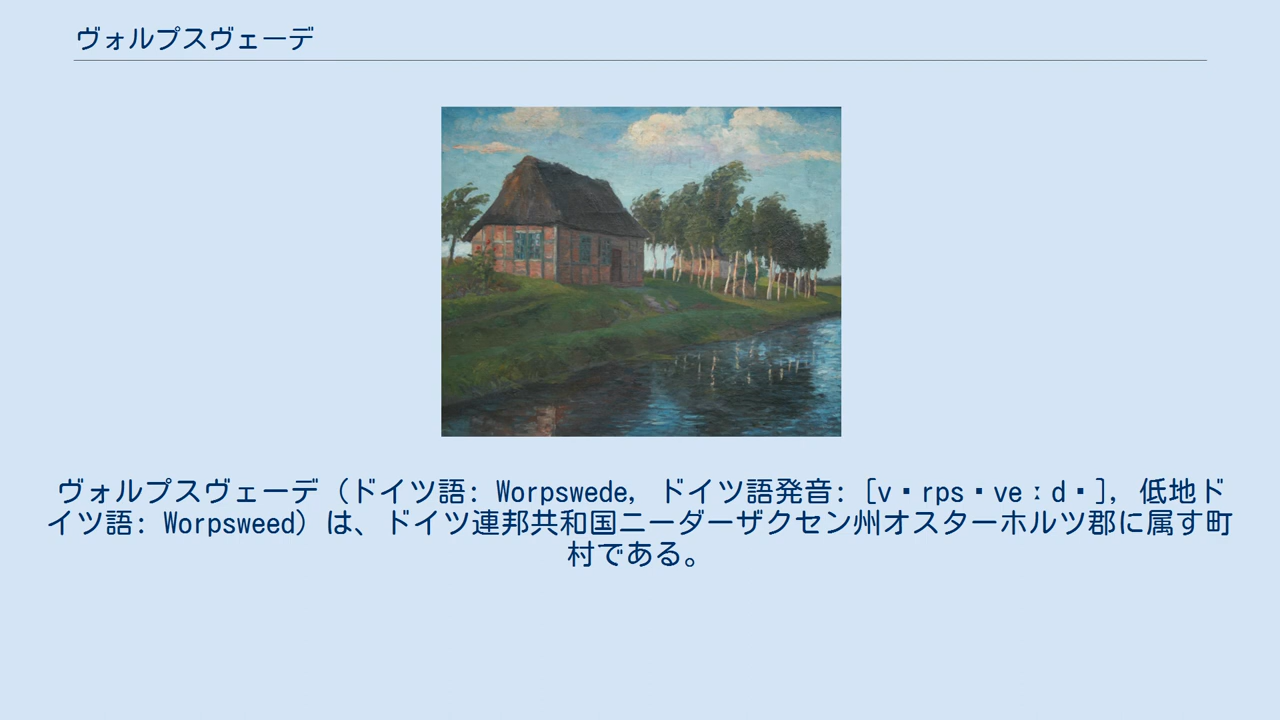 ヴォルプスヴェーデ
ヴォルプスヴェーデ（ドイツ語: Worpswede, ドイツ語発音: [v▪rps▪veːd▪], 低地ド
イツ語: Worpsweed）は、ドイツ連邦共和国ニーダーザクセン州オスターホルツ郡に属す町
村である。